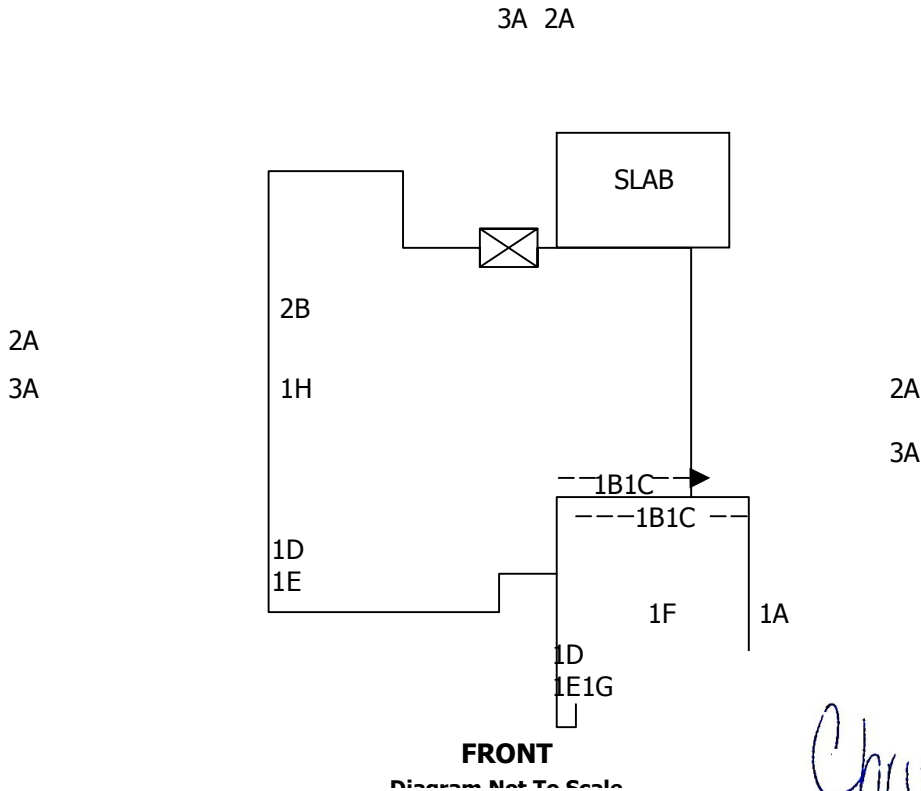 3A 2A
SLAB
2B
2A
3A
1H
2A
3A
1B1C
1B1C
1D
1E
1F
1A
1D
1E1G
FRONT
Diagram Not To Scale